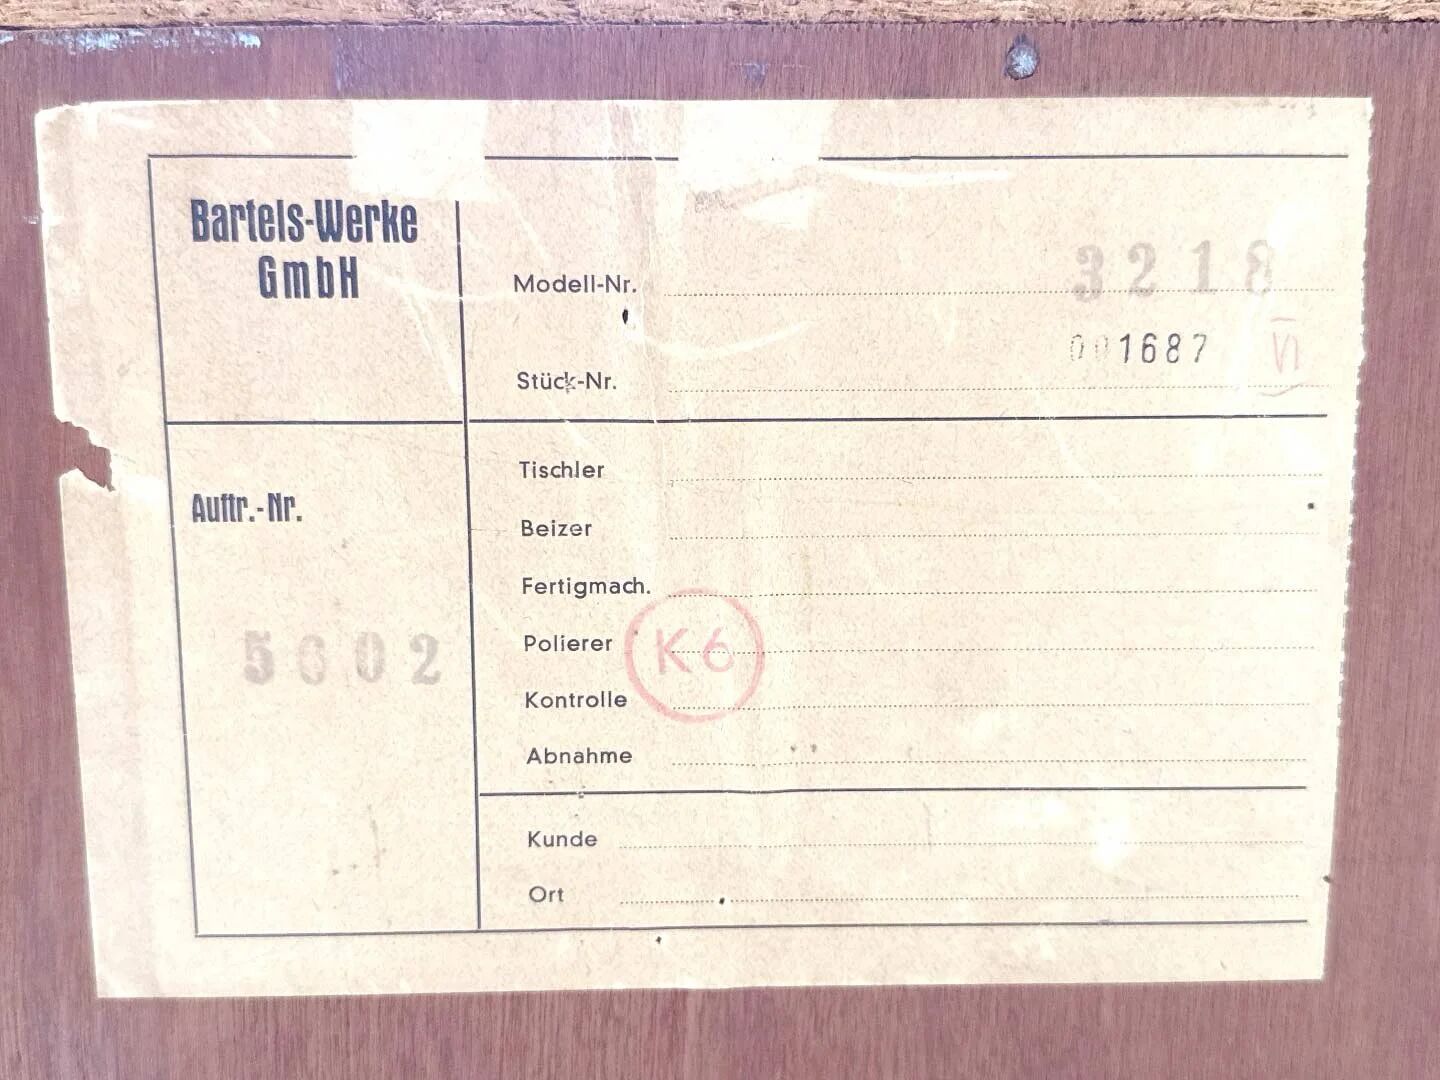 Bartels-Werke
GmbH
Modell-Nr. 3218
001687 VI
Stück-Nr.
Auftr.-Nr.
5602
Tischler
Beizer
Fertigmach.
Polierer
K6
Kontrolle
Abnahme
Kunde
Ort